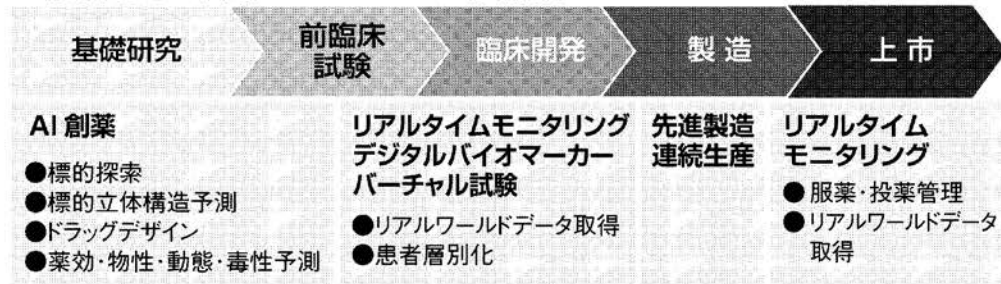 基礎研究
前臨床
試験
臨床開発
製造
上市
AI創薬
●標的探索
●標的立体構造予測
●ドラッグデザイン
●薬効・物性・動態・毒性予測
リアルタイムモニタリング
デジタルバイオマーカー
バーチャル試験
●リアルワールドデータ取得
●患者層別化
先進製造
連続生産
リアルタイム
モニタリング
●服薬・投薬管理
●リアルワールドデータ
取得